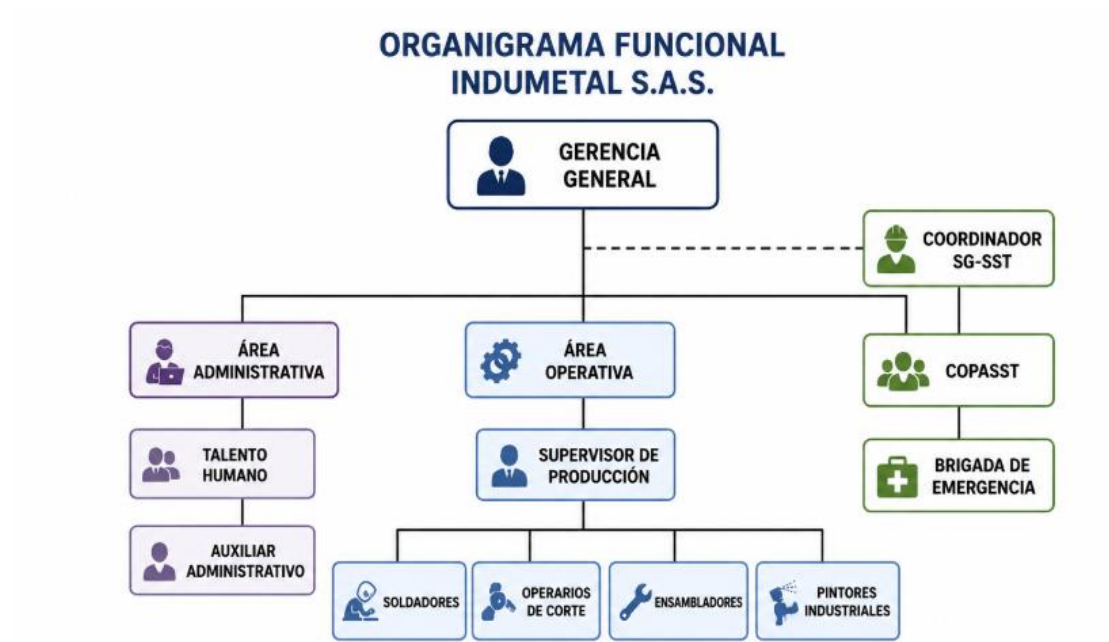 ORGANIGRAMA FUNCIONAL
INDUMETAL S.A.S.
GERENCIA
GENERAL
COORDINADOR
SG-SST
ÁREA
ADMINISTRATIVA
ÁREA
OPERATIVA
COPASST
TALENTO
HUMANO
SUPERVISOR DE
PRODUCCIÓN
BRIGADA DE
EMERGENCIA
AUXILIAR
ADMINISTRATIVO
SOLDADORES
OPERARIOS
DE CORTE
ENSAMBLADORES
PINTORES
INDUSTRIALES